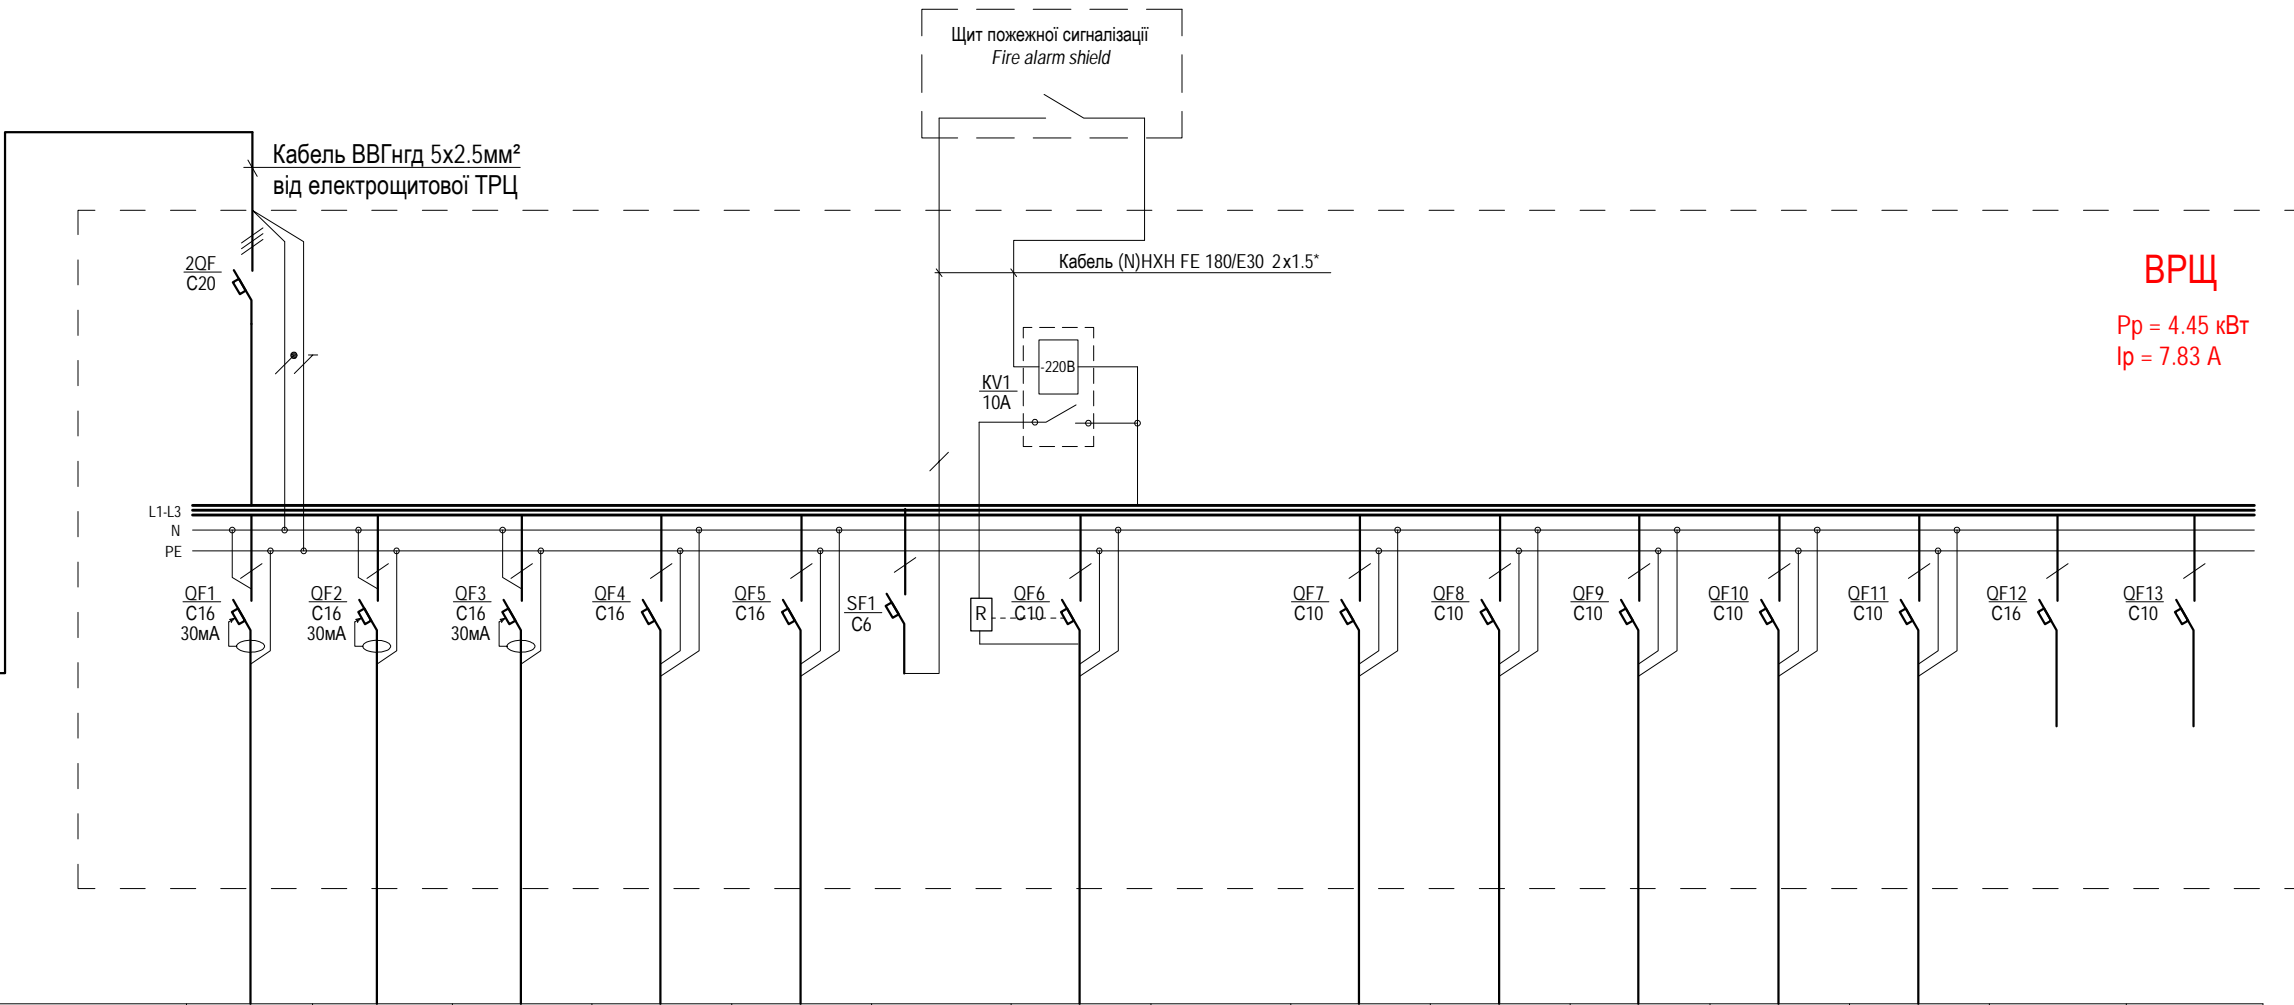 Щит пожежної сигналізації
Fire alarm shield
Кабель ВВГнгд 5х2.5мм²
від електрощитової ТРЦ
2QF
C20
Кабель (N)HXH FE 180/E30 2x1.5*
ВРЩ
Pp = 4.45 кВт
Ip = 7.83 А
-220В
KV1
10A
L1-L3
N
PE
QF1
C16
30мА
QF2
C16
30мА
QF3
C16
30мА
QF4
C16
QF5
C16
SF1
C6
R
QF6
C10
QF7
C10
QF8
C10
QF9
C10
QF10
C10
QF11
C10
QF12
C16
QF13
C10